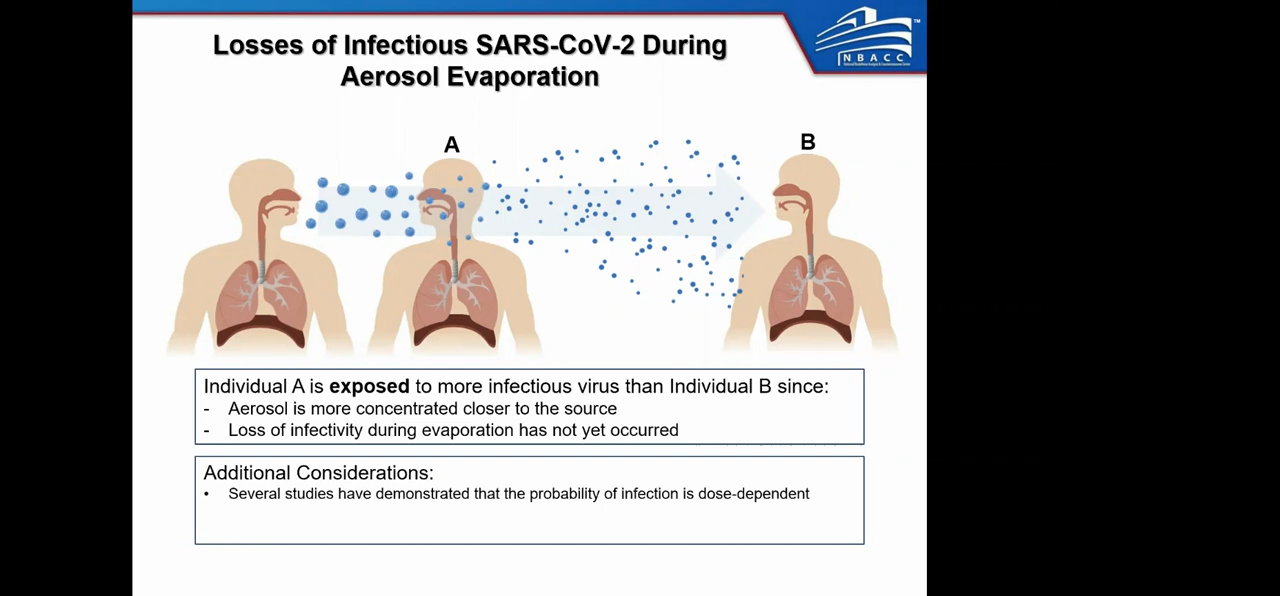 Losses of Infectious SARS-CoV-2 During
Aerosol Evaporation
NBACC
TM
A
B
Individual A is exposed to more infectious virus than Individual B since:
- Aerosol is more concentrated closer to the source
- Loss of infectivity during evaporation has not yet occurred
Additional Considerations:
• Several studies have demonstrated that the probability of infection is dose-dependent